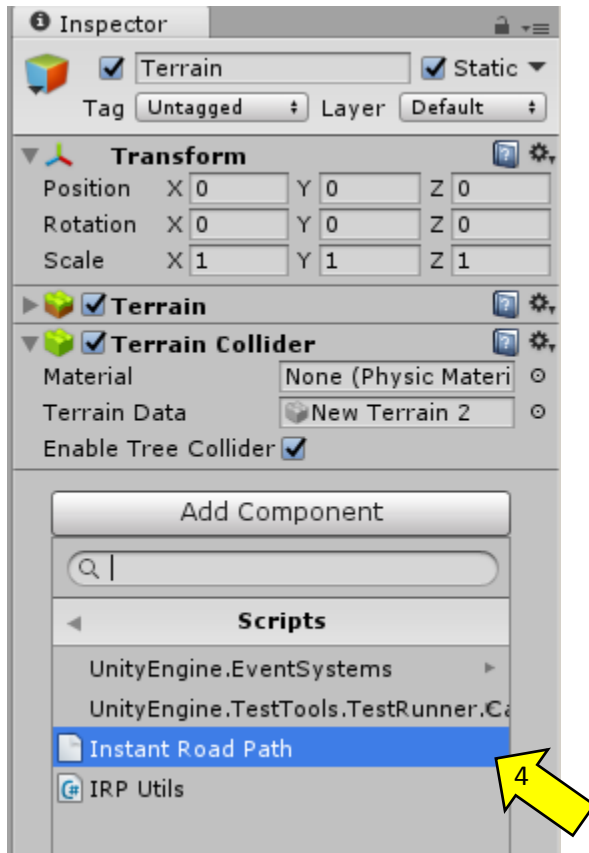 Inspector
Terrain Static
Tag Untagged Layer Default
Transform
Position X 0 Y 0 Z 0
Rotation X 0 Y 0 Z 0
Scale X 1 Y 1 Z 1
Terrain
Terrain Collider
Material None (Physic Materi
Terrain Data New Terrain 2
Enable Tree Collider
Add Component
Scripts
UnityEngine.EventSystems
UnityEngine.TestTools.TestRunner.Ca
Instant Road Path
4
IRP Utils